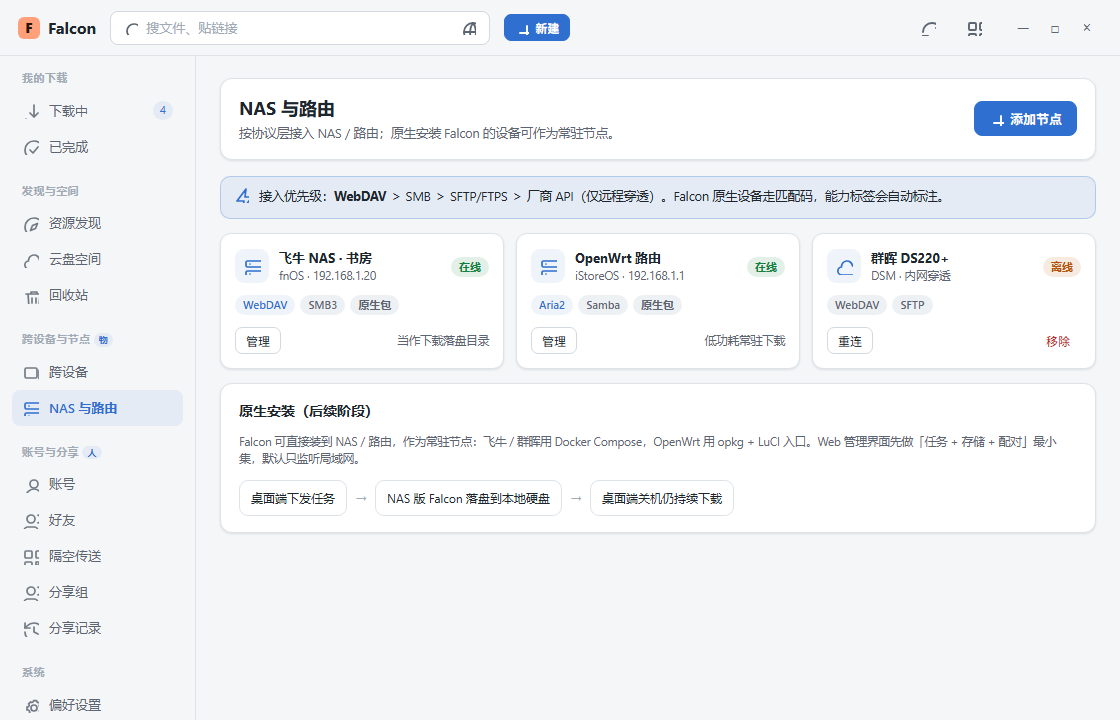 F Falcon
搜文件、贴链接
新建
我的下载
下载中 4
已完成
发现与空间
资源发现
云盘空间
回收站
跨设备与节点 物
跨设备
NAS 与路由
账号与分享 人
账号
好友
隔空传送
分享组
分享记录
系统
偏好设置
NAS 与路由
按协议层接入 NAS / 路由；原生安装 Falcon 的设备可作为常驻节点。
添加节点
接入优先级：WebDAV > SMB > SFTP/FTPS > 厂商 API（仅远程穿透）。Falcon 原生设备走匹配码，能力标签会自动标注。
飞牛 NAS · 书房
fnOS · 192.168.1.20
在线
WebDAV SMB3 原生包
管理 当作下载落盘目录
OpenWrt 路由
iStoreOS · 192.168.1.1
在线
Aria2 Samba 原生包
管理 低功耗常驻下载
群晖 DS220+
DSM · 内网穿透
离线
WebDAV SFTP
重连 移除
原生安装（后续阶段）
Falcon 可直接装到 NAS / 路由，作为常驻节点：飞牛 / 群晖用 Docker Compose，OpenWrt 用 opkg + LuCI 入口。Web 管理界面先做「任务 + 存储 + 配对」最小
集，默认只监听局域网。
桌面端下发任务 → NAS 版 Falcon 落盘到本地硬盘 → 桌面端关机仍持续下载